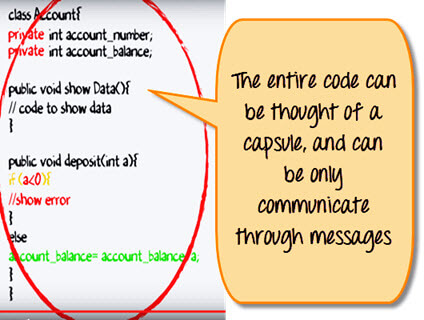 class Account{
private int account_number;
private int account_balance;
public void show Data(){
// code to show data
}
public void deposit(int a){
if (a<0){
//show error
}
else
account_balance= account_balance+a;
}
}
The entire code can
be thought of a
capsule, and can
be only
communicate
through messages